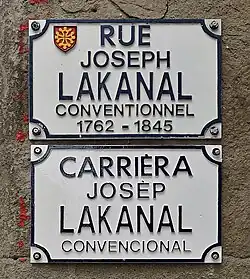 RUE
JOSEPH
LAKANAL
CONVENTIONNEL
1762 - 1845
CARRIÈRA
JOSÈP
LAKANAL
CONVENCIONAL